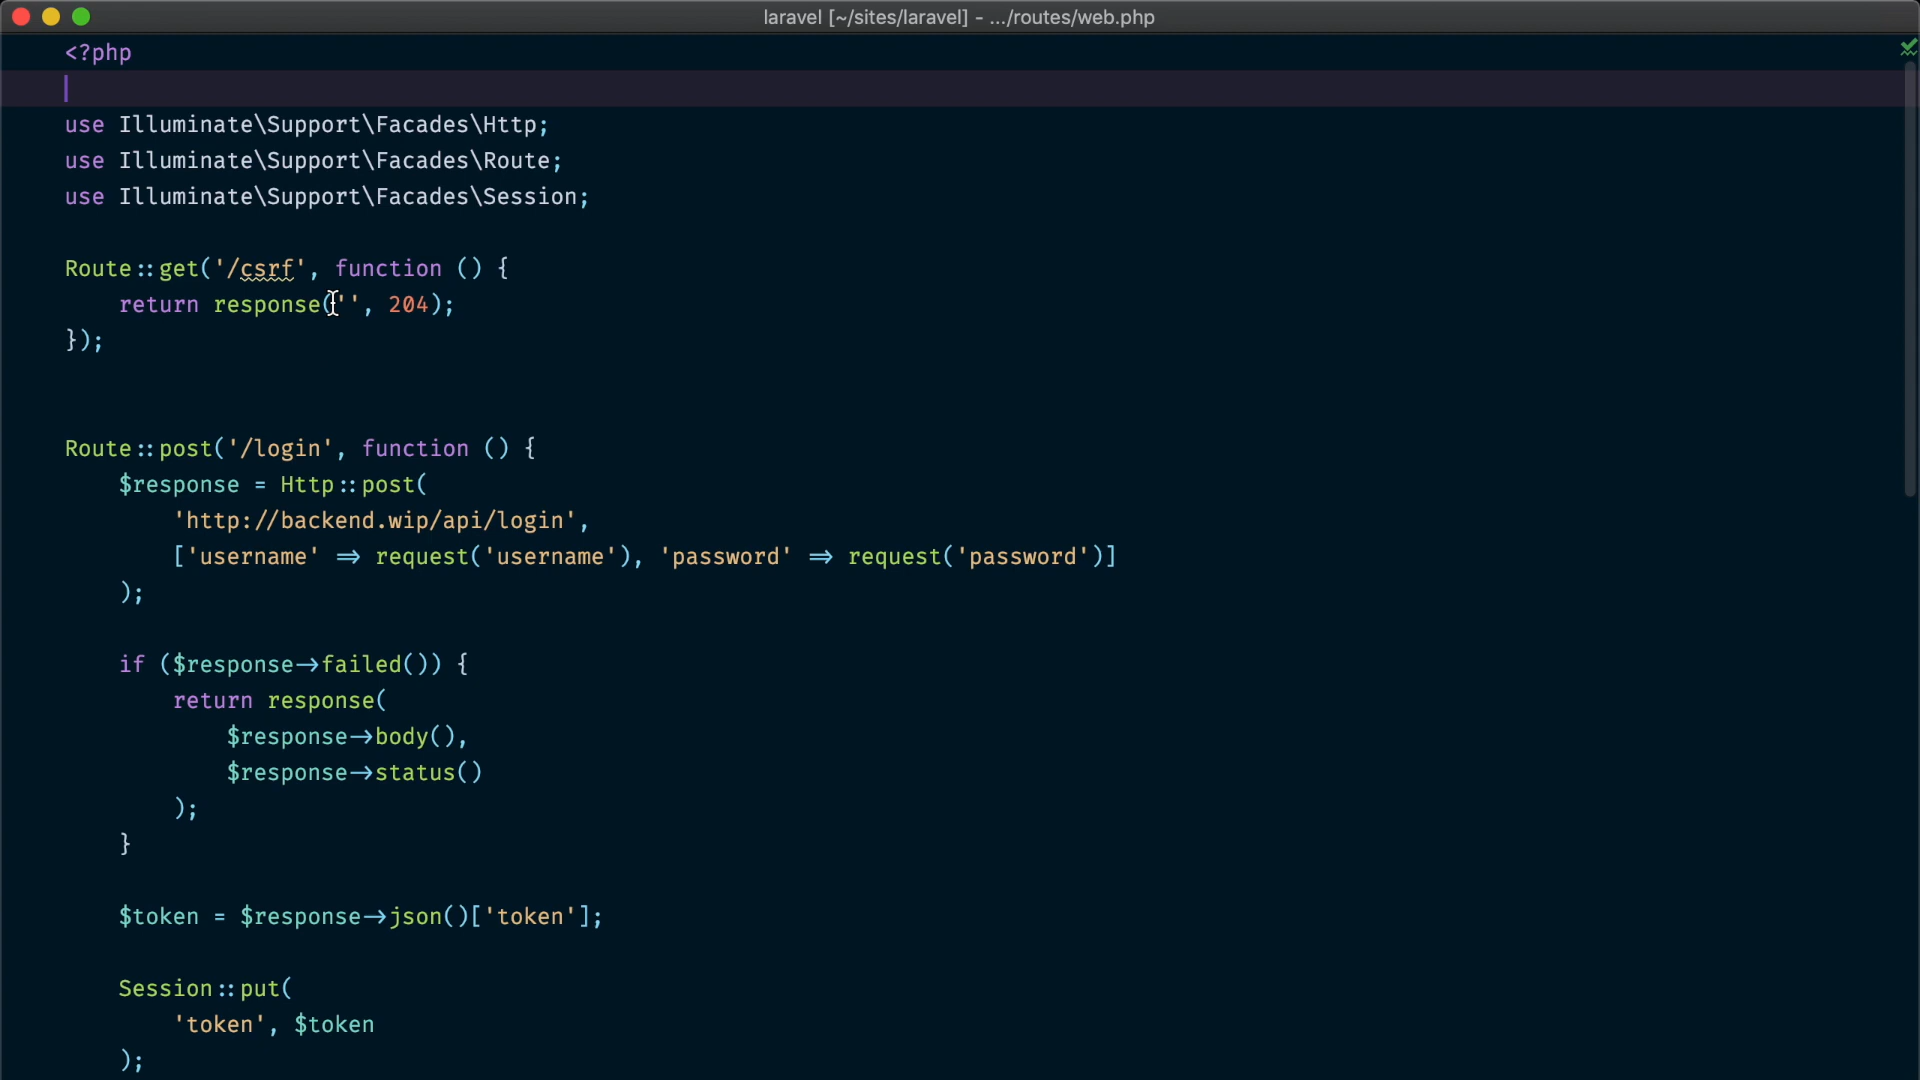 laravel [~/sites/laravel] - .../routes/web.php
<?php
use Illuminate\Support\Facades\Http;
use Illuminate\Support\Facades\Route;
use Illuminate\Support\Facades\Session;
Route::get('/csrf', function () {
    return response('', 204);
});
Route::post('/login', function () {
    $response = Http::post(
        'http://backend.wip/api/login',
        ['username' => request('username'), 'password' => request('password')]
    );
    if ($response->failed()) {
        return response(
            $response->body(),
            $response->status()
        );
    }
    $token = $response->json()['token'];
    Session::put(
        'token', $token
    );